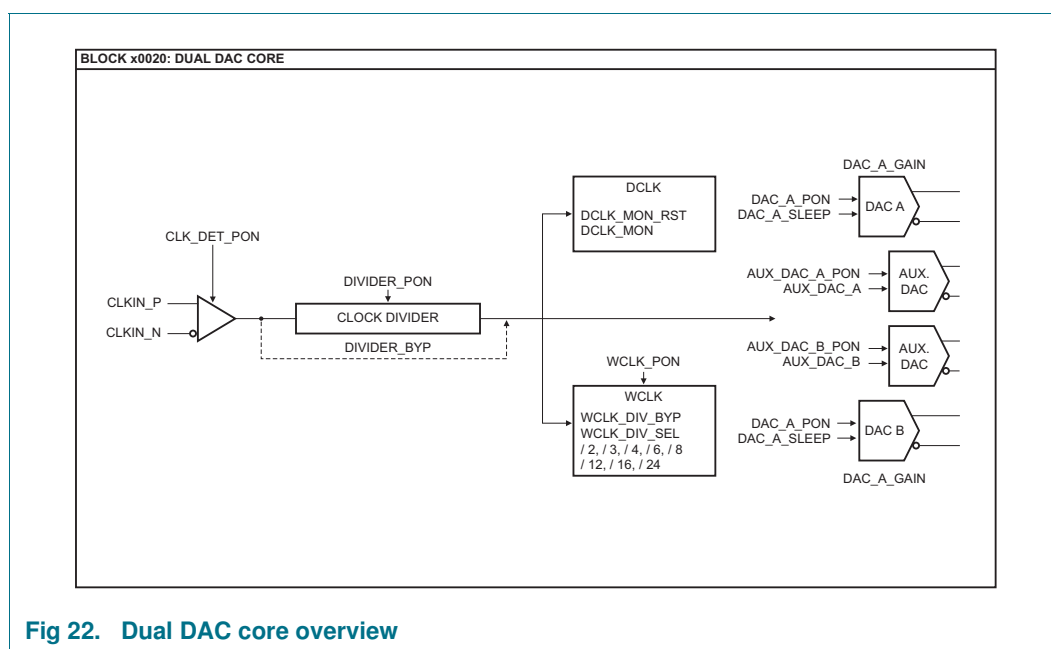 BLOCK x0020: DUAL DAC CORE
CLK_DET_PON
CLKIN_P
CLKIN_N
DIVIDER_PON
CLOCK DIVIDER
DIVIDER_BYP
DCLK
DCLK_MON_RST
DCLK_MON
WCLK_PON
WCLK
WCLK_DIV_BYP
WCLK_DIV_SEL
/ 2, / 3, / 4, / 6, / 8
/ 12, / 16, / 24
DAC_A_GAIN
DAC_A_PON
DAC_A_SLEEP
DAC A
AUX_DAC_A_PON
AUX_DAC_A
AUX.
DAC
AUX_DAC_B_PON
AUX_DAC_B
AUX.
DAC
DAC_A_PON
DAC_A_SLEEP
DAC B
DAC_A_GAIN
Fig 22. Dual DAC core overview